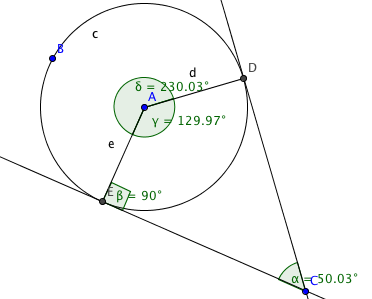 c
B
d
D
δ = 230.03°
A
γ = 129.97°
e
E
β = 90°
α = 50.03°
C